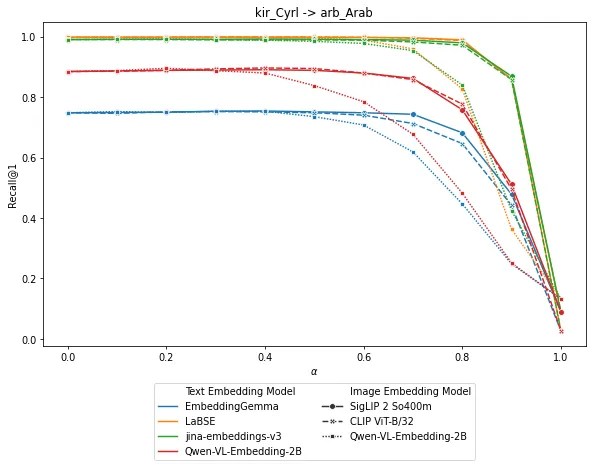 kir_Cyrl -> arb_Arab
Recall@1
1.0
0.8
0.6
0.4
0.2
0.0
0.0 0.2 0.4 0.6 0.8 1.0
α
Text Embedding Model Image Embedding Model
EmbeddingGemma SigLIP 2 So400m
LaBSE CLIP ViT-B/32
jina-embeddings-v3 Qwen-VL-Embedding-2B
Qwen-VL-Embedding-2B